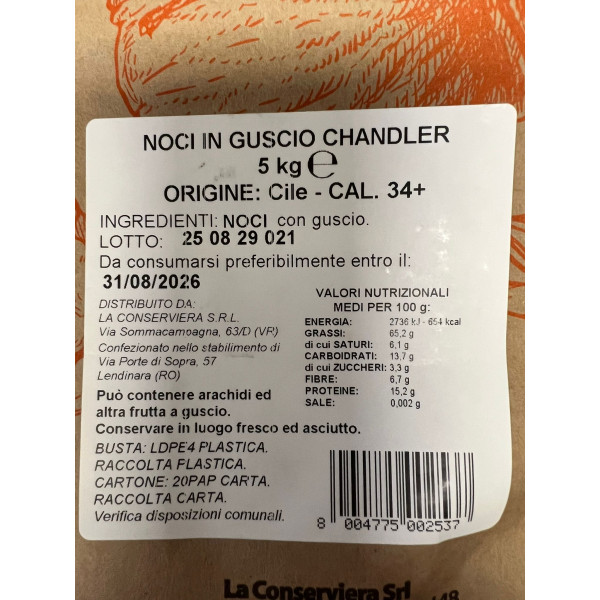 NOCI IN GUSCIO CHANDLER
5 kg ℮
ORIGINE: Cile - CAL. 34+
INGREDIENTI: NOCI con guscio.
LOTTO: 25 08 29 021
Da consumarsi preferibilmente entro il:
31/08/2026
DISTRIBUITO DA:
LA CONSERVIERA S.R.L.
Via Sommacampagna, 63/D (VR)
Confezionato nello stabilimento di
Via Porte di Sopra, 57
Lendinara (RO)
Può contenere arachidi ed
altra frutta a guscio.
Conservare in luogo fresco ed asciutto.
BUSTA: LDPE4 PLASTICA.
RACCOLTA PLASTICA.
CARTONE: 20PAP CARTA.
RACCOLTA CARTA.
Verifica disposizioni comunali.
VALORI NUTRIZIONALI
MEDI PER 100 g:
ENERGIA: 2736 kJ - 654 kcal
GRASSI: 65,2 g
di cui SATURI: 6,1 g
CARBOIDRATI: 13,7 g
di cui ZUCCHERI: 3,3 g
FIBRE: 6,7 g
PROTEINE: 15,2 g
SALE: 0,002 g
8 004775 002537
La Conserviera Srl